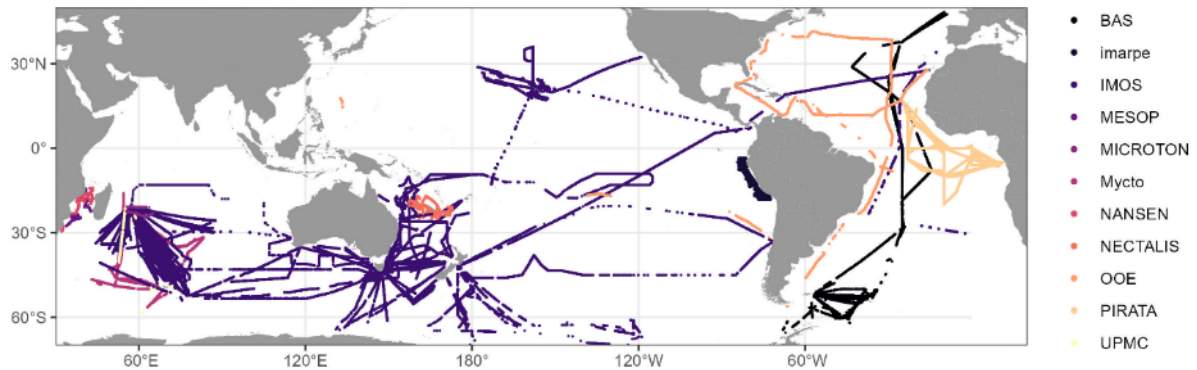 30°N
0°
30°S
60°S
60°E
120°E
180°
120°W
60°W
BAS
imarpe
IMOS
MESOP
MICROTON
Mycto
NANSEN
NECTALIS
OOE
PIRATA
UPMC